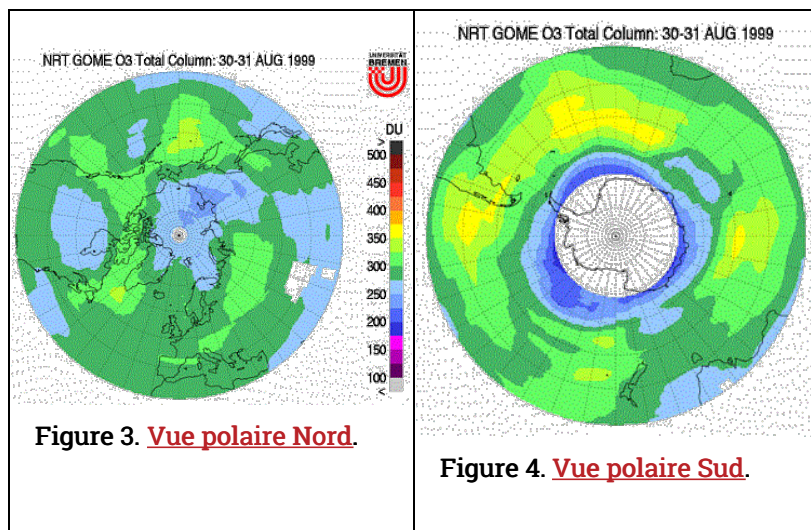 NRT GOME O3 Total Column: 30-31 AUG 1999
UNIVERSITÄT
BREMEN
DU
>
500
450
400
350
300
250
200
150
100
<
Figure 3. Vue polaire Nord.
NRT GOME O3 Total Column: 30-31 AUG 1999
Figure 4. Vue polaire Sud.